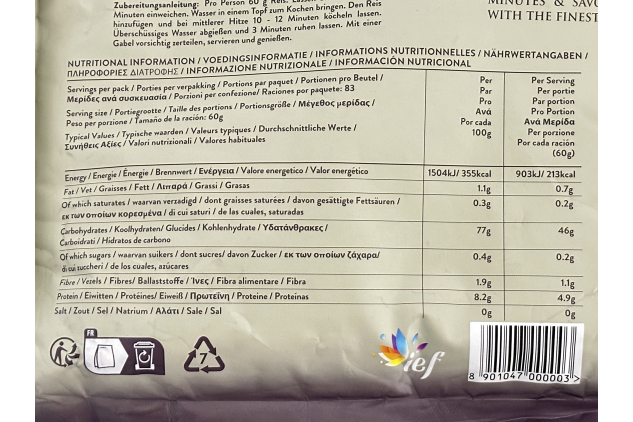 Zubereitungsanleitung: Pro Person 60 g Reis.
Minuten einweichen. Wasser in einem Topf zum Kochen bringen. Den Reis
hinzufügen und bei mittlerer Hitze 10 - 12 Minuten köcheln lassen.
Überschüssiges Wasser abgießen und 3 Minuten ruhen lassen. Mit einer
Gabel vorsichtig zerteilen, servieren und genießen.
MINUTES & SAVO
WITH THE FINEST
NUTRITIONAL INFORMATION / VOEDINGSINFORMATIE / INFORMATIONS NUTRITIONNELLES / NÄHRWERTANGABEN /
ΠΛΗΡΟΦΟΡΙΕΣ ΔΙΑΤΡΟΦΗΣ / INFORMAZIONE NUTRIZIONALE / INFORMACIÓN NUTRICIONAL
Servings per pack / Porties per verpakking / Portions par paquet / Portionen pro Beutel /
Μερίδες ανά συσκευασία / Porzioni per confezione/ Raciones por paquete: 83
Serving size / Portiegrootte / Taille des portions / Portionsgröße / Μέγεθος μερίδας /
Peso per porzione / Tamaño de la ración: 60g
Typical Values / Typische waarden / Valeurs typiques / Durchschnittliche Werte /
Συνήθεις Αξίες / Valori nutrizionali / Valores habituales
Per
Par
Pro
Ανά
Por cada
100g
Per Serving
Per portie
Par portion
Pro Portion
Ανά Μερίδα
Per porzione
Por cada ración
(60g)
Energy / Energie / Énergie / Brennwert / Ενέργεια / Valore energetico / Valor energético 1504kJ/ 355kcal 903kJ/ 213kcal
Fat / Vet / Graisses / Fett / Λιπαρά / Grassi / Grasas 1.1g 0.7g
Of which saturates / waarvan verzadigd / dont graisses saturées / davon gesättigte Fettsäuren /
εκ των οποίων κορεσμένα / di cui saturi / de las cuales, saturadas 0.3g 0.2g
Carbohydrates / Koolhydraten/ Glucides / Kohlenhydrate / Υδατάνθρακες /
Carboidrati / Hidratos de carbono 77g 46g
Of which sugars / waarvan suikers / dont sucres/ davon Zucker / εκ των οποίων ζάχαρα/
di cui zuccheri / de los cuales, azúcares 0.4g 0.2g
Fibre / Vezels / Fibres/ Ballaststoffe / Ίνες / Fibra alimentare / Fibra 1.9g 1.1g
Protein / Eiwitten / Protéines/ Eiweiß / Πρωτεΐνη / Proteine / Proteinas 8.2g 4.9g
Salt / Zout / Sel / Natrium / Αλάτι / Sale / Sal 0g 0g
FR
7
ief
8 901047 000003 >